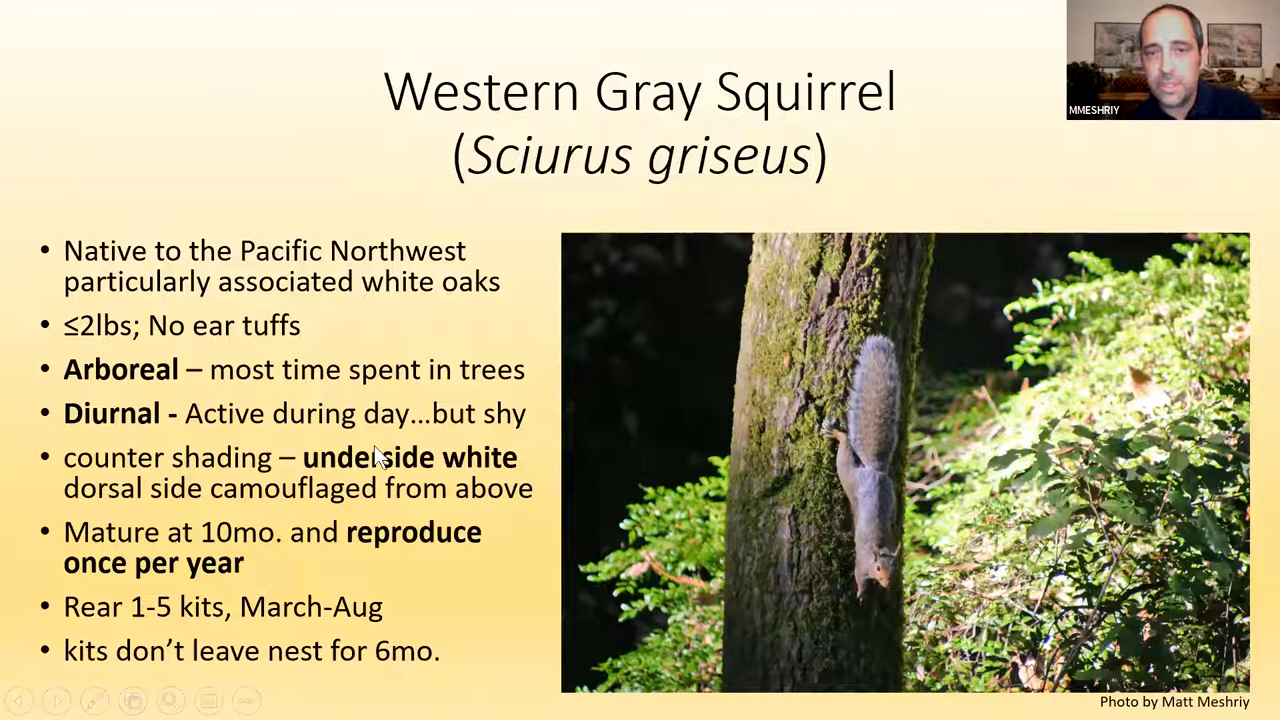 MMESHRIY
Western Gray Squirrel
(Sciurus griseus)
• Native to the Pacific Northwest
particularly associated white oaks
• ≤2lbs; No ear tuffs
• Arboreal – most time spent in trees
• Diurnal - Active during day...but shy
• counter shading – underside white
dorsal side camouflaged from above
• Mature at 10mo. and reproduce
once per year
• Rear 1-5 kits, March-Aug
• kits don't leave nest for 6mo.
Photo by Matt Meshriy